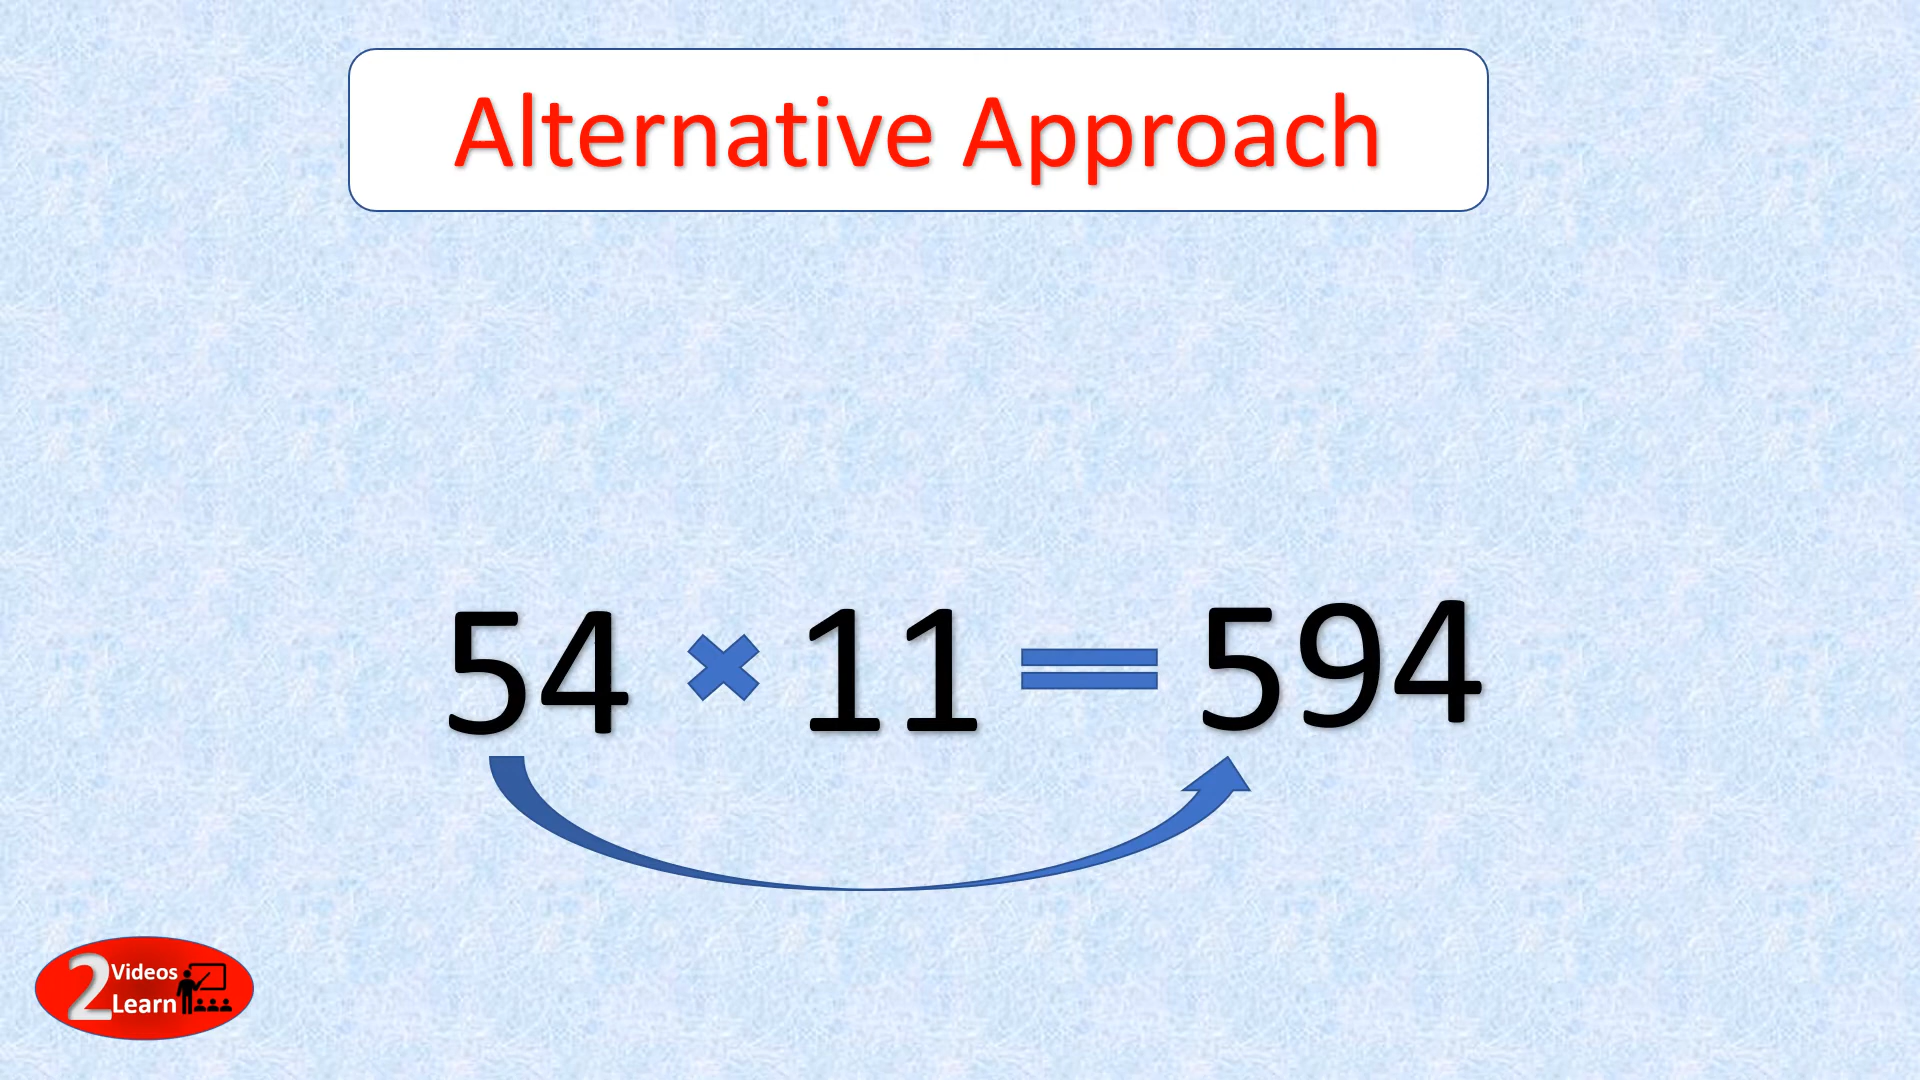 Alternative Approach
54 × 11 = 594
2 Videos
Learn